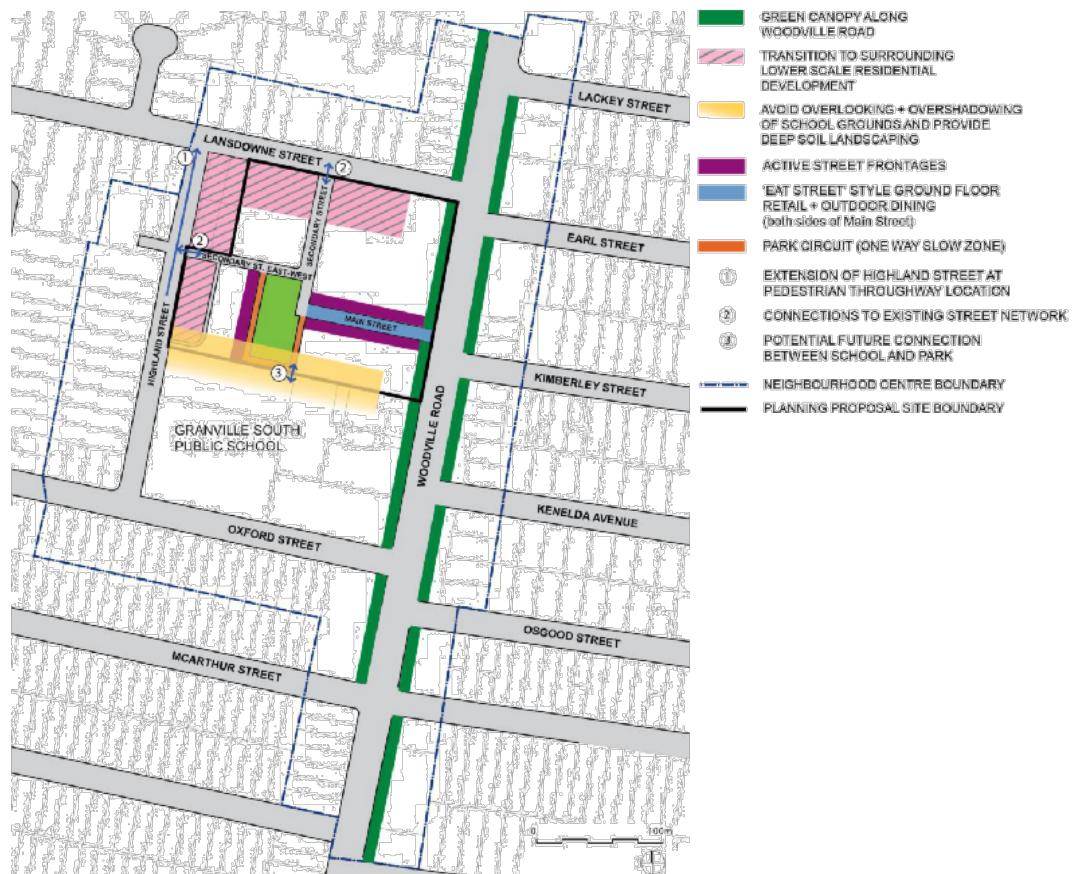 GREEN CANOPY ALONG
WOODVILLE ROAD
TRANSITION TO SURROUNDING
LOWER SCALE RESIDENTIAL
DEVELOPMENT
AVOID OVERLOOKING + OVERSHADOWING
OF SCHOOL GROUNDS AND PROVIDE
DEEP SOIL LANDSCAPING
ACTIVE STREET FRONTAGES
'EAT STREET' STYLE GROUND FLOOR
RETAIL + OUTDOOR DINING
(both sides of Main Street)
PARK CIRCUIT (ONE WAY SLOW ZONE)
1 EXTENSION OF HIGHLAND STREET AT
PEDESTRIAN THROUGHWAY LOCATION
2 CONNECTIONS TO EXISTING STREET NETWORK
3 POTENTIAL FUTURE CONNECTION
BETWEEN SCHOOL AND PARK
NEIGHBOURHOOD CENTRE BOUNDARY
PLANNING PROPOSAL SITE BOUNDARY
LACKEY STREET
LANSDOWNE STREET
1
2
SECONDARY STREET
EARL STREET
2
SECONDARY ST. EAST-WEST
MAIN STREET
HIGHLAND STREET
3
KIMBERLEY STREET
WOODVILLE ROAD
GRANVILLE SOUTH
PUBLIC SCHOOL
KENELDA AVENUE
OXFORD STREET
OSGOOD STREET
MCARTHUR STREET
0 100m